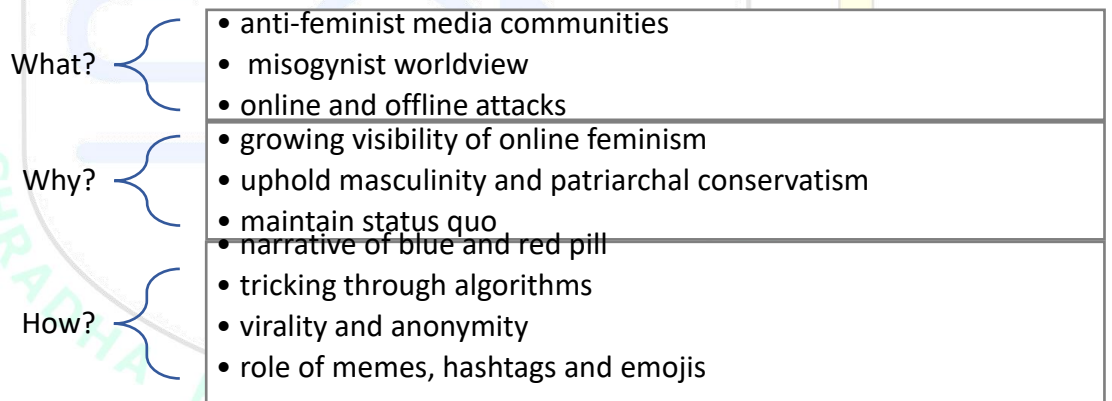 What?
• anti-feminist media communities
• misogynist worldview
• online and offline attacks
Why?
• growing visibility of online feminism
• uphold masculinity and patriarchal conservatism
• maintain status quo
How?
• narrative of blue and red pill
• tricking through algorithms
• virality and anonymity
• role of memes, hashtags and emojis